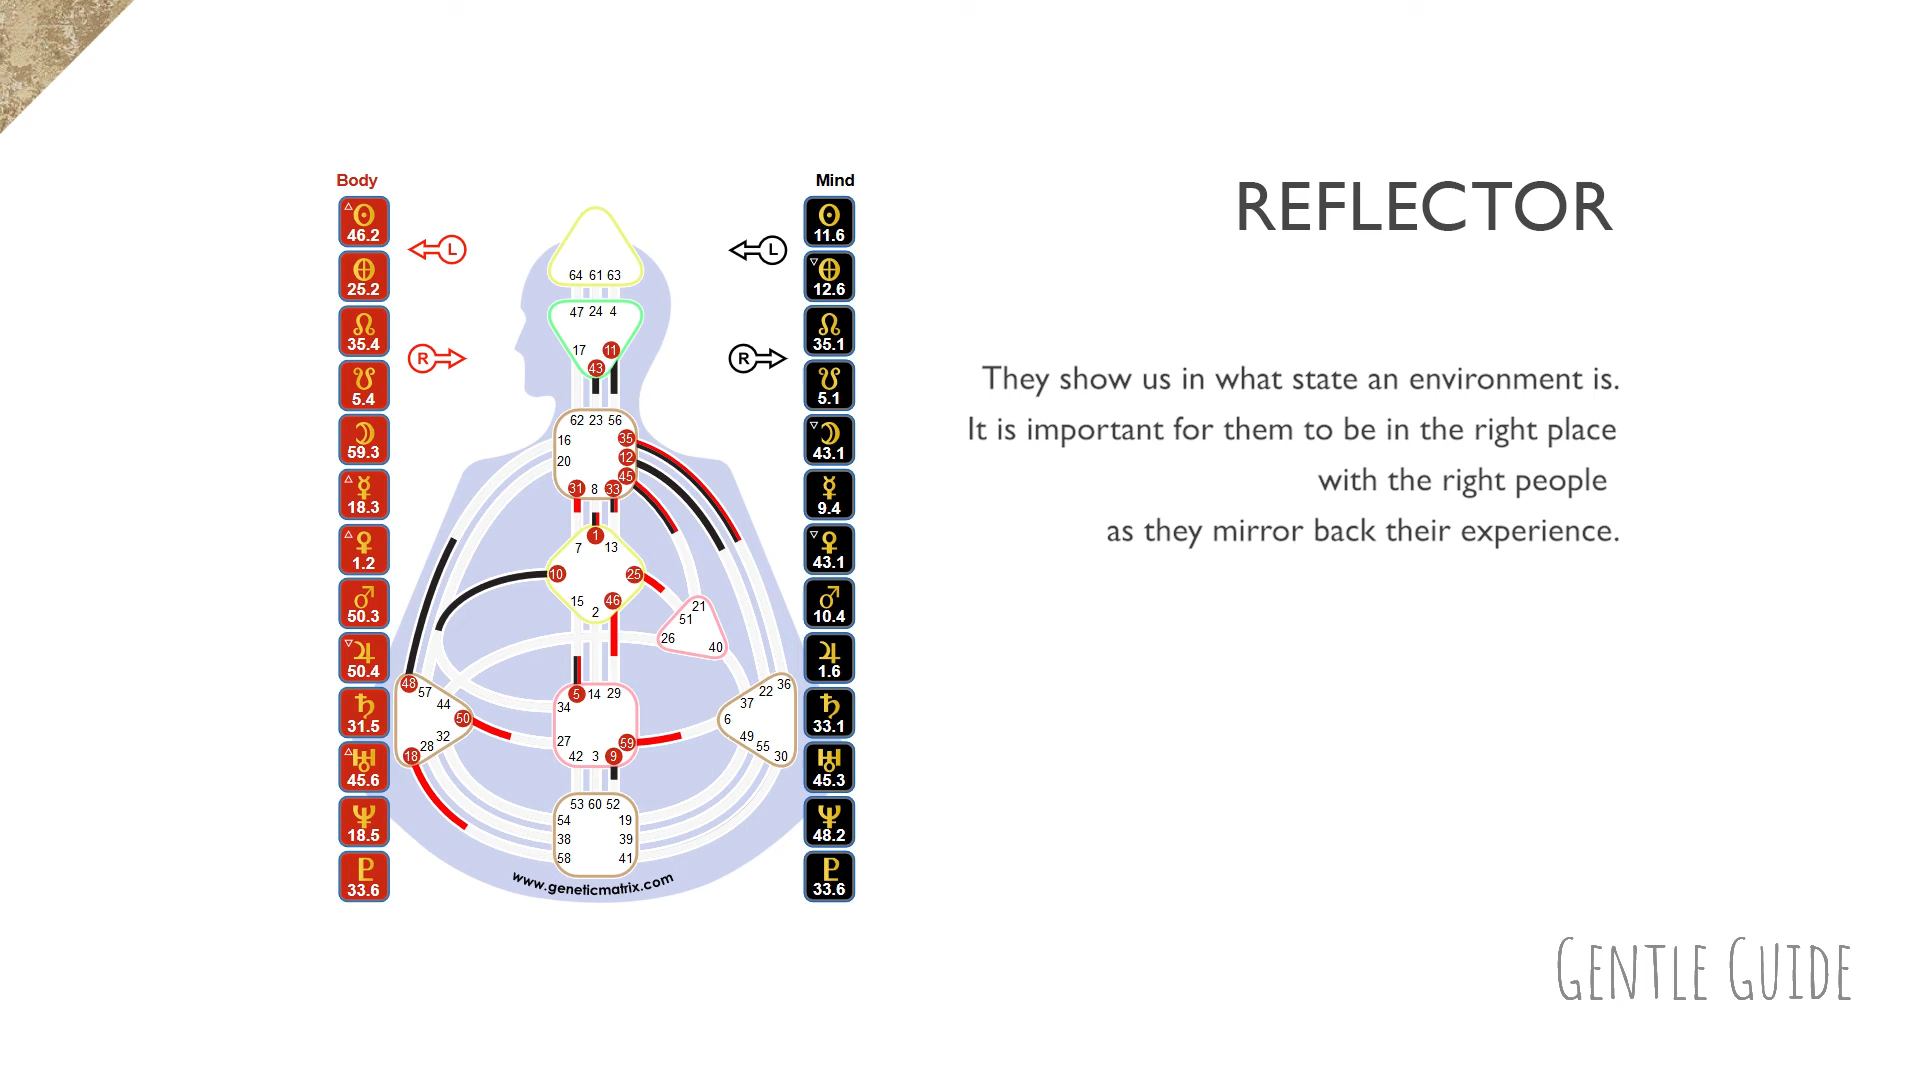 Body
Mind
46.2
25.2
35.4
5.4
59.3
18.3
1.2
50.3
50.4
31.5
45.6
18.5
33.6
L
R
L
R
64 61 63
47 24 4
17 11
43
62 23 56
16 35
20 12
45
31 8 33
1
7 13
10 25
15 46
2
21
51
26
40
48
57
44
50
32
28
18
5 14 29
34
27 59
42 3 9
36
22
37
6
49
55
30
53 60 52
54 19
38 39
58 41
www.geneticmatrix.com
11.6
12.6
35.1
5.1
43.1
9.4
43.1
10.4
1.6
33.1
45.3
48.2
33.6
REFLECTOR
They show us in what state an environment is.
It is important for them to be in the right place
with the right people
as they mirror back their experience.
GENTLE GUIDE